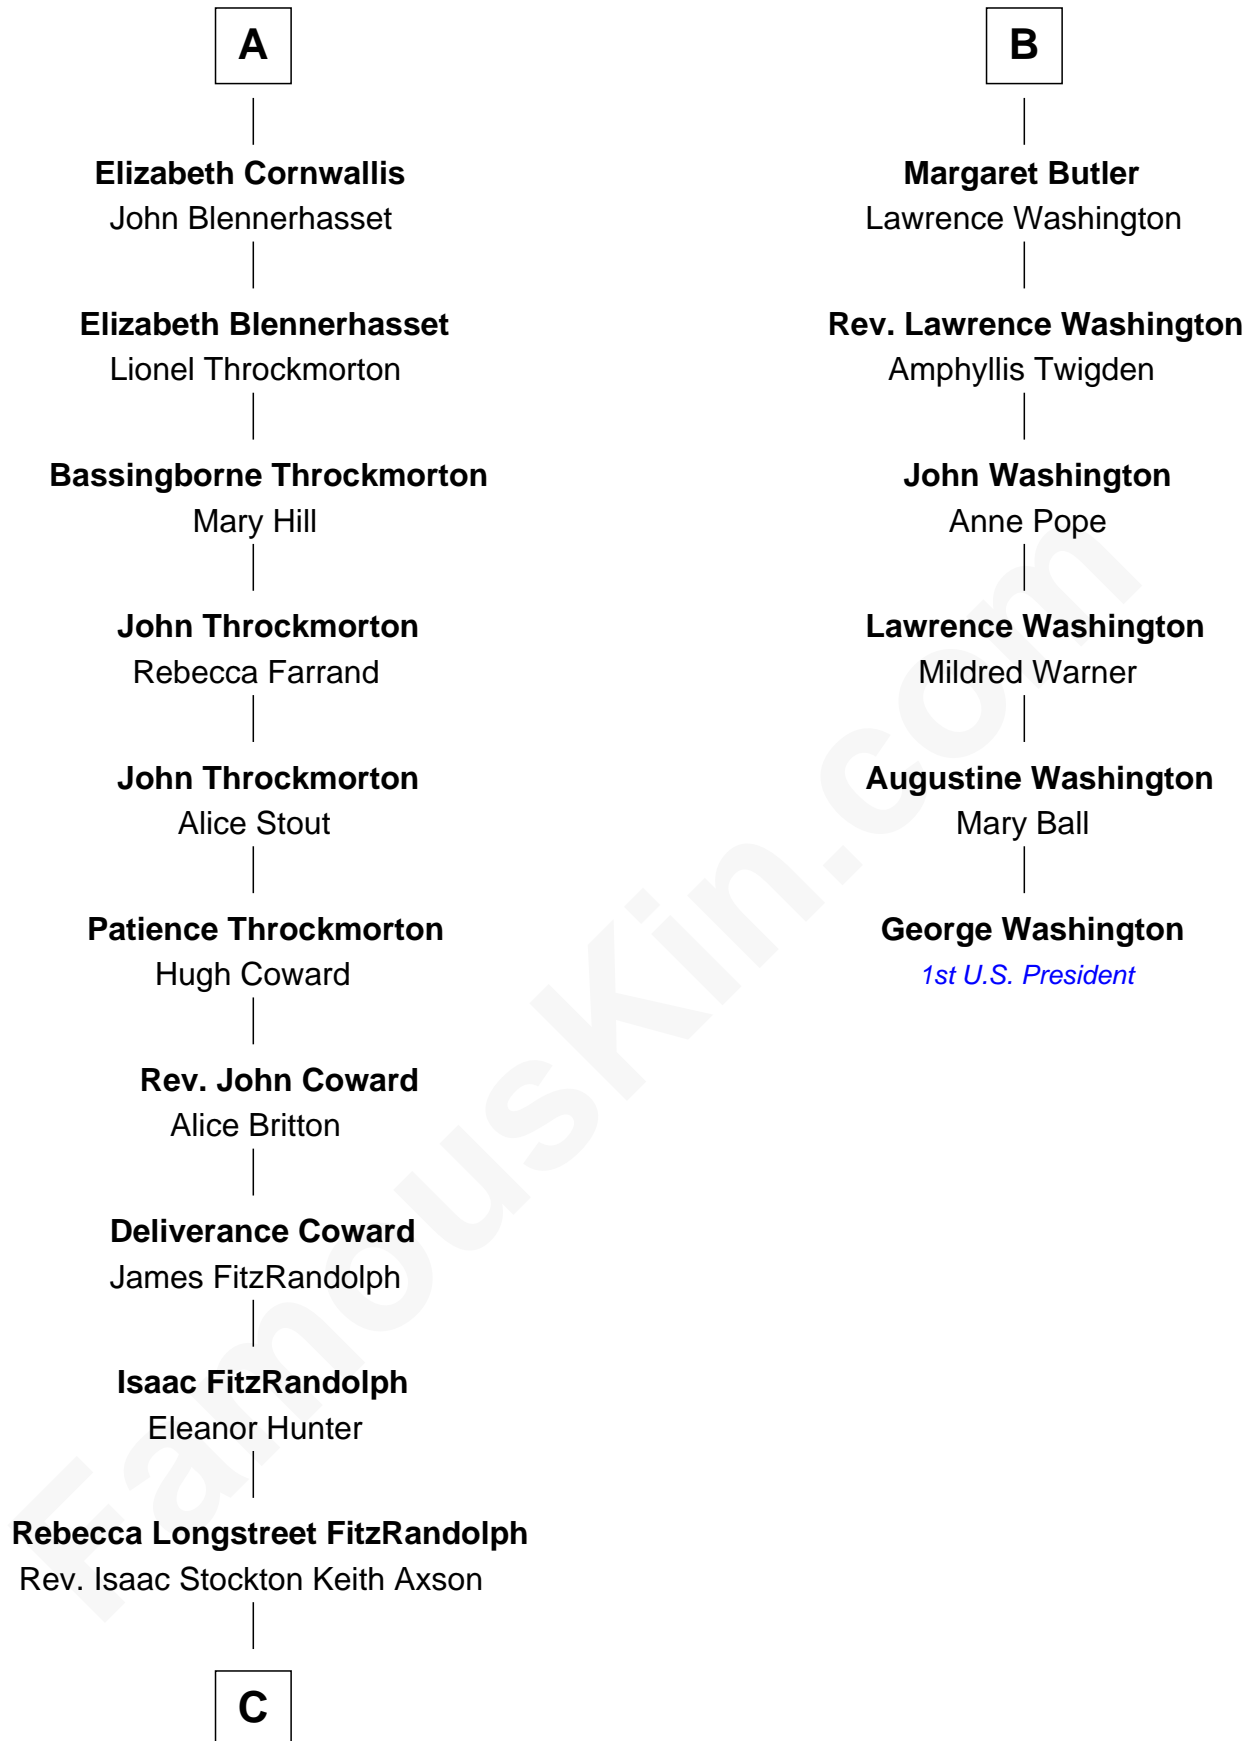 A
Elizabeth Cornwallis
John Blennerhasset
Elizabeth Blennerhasset
Lionel Throckmorton
Bassingborne Throckmorton
Mary Hill
John Throckmorton
Rebecca Farrand
John Throckmorton
Alice Stout
Patience Throckmorton
Hugh Coward
Rev. John Coward
Alice Britton
Deliverance Coward
James FitzRandolph
Isaac FitzRandolph
Eleanor Hunter
Rebecca Longstreet FitzRandolph
Rev. Isaac Stockton Keith Axson
C
B
Margaret Butler
Lawrence Washington
Rev. Lawrence Washington
Amphyllis Twigden
John Washington
Anne Pope
Lawrence Washington
Mildred Warner
Augustine Washington
Mary Ball
George Washington
1st U.S. President
FamousKin.com